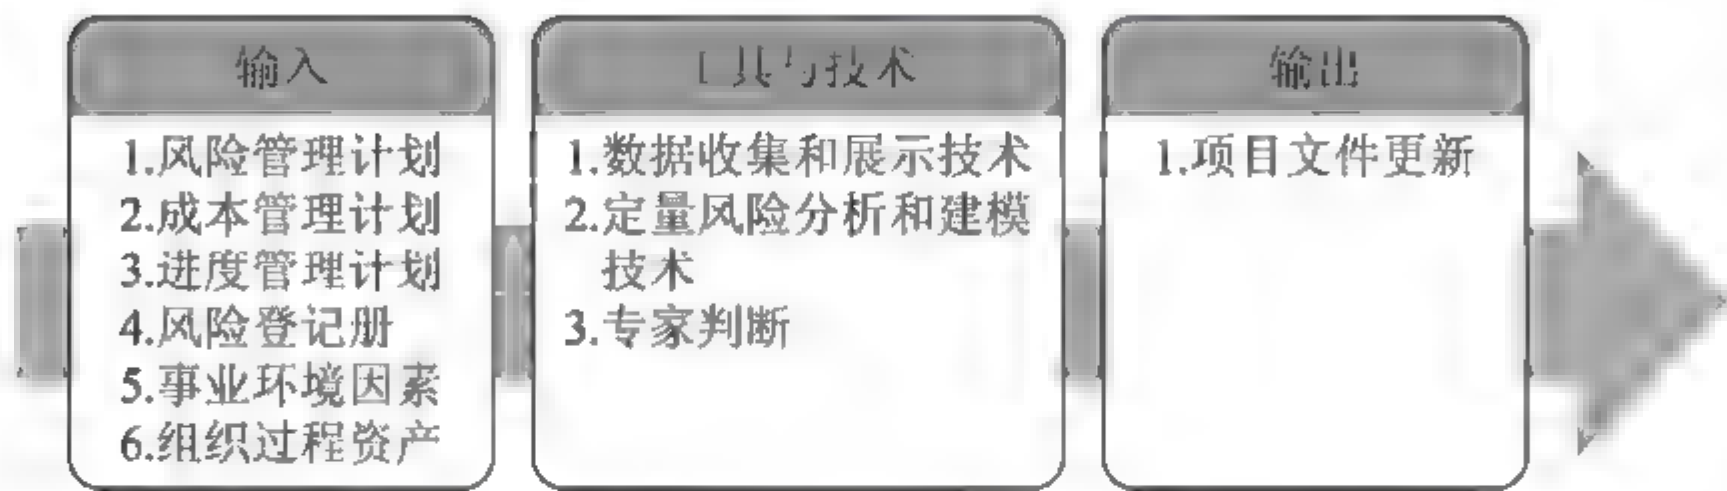 输入
1.风险管理计划
2.成本管理计划
3.进度管理计划
4.风险登记册
5.事业环境因素
6.组织过程资产
工具与技术
1.数据收集和展示技术
2.定量风险分析和建模
技术
3.专家判断
输出
1.项目文件更新